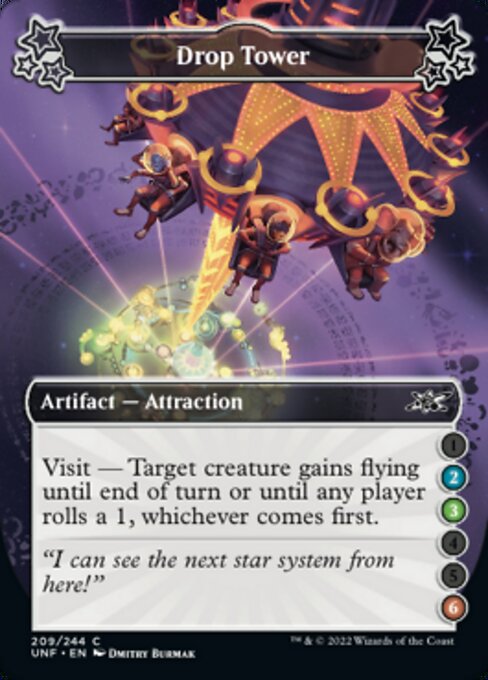 Drop Tower
Artifact — Attraction
Visit — Target creature gains flying
until end of turn or until any player
rolls a 1, whichever comes first.
“I can see the next star system from
here!”
1
2
3
4
5
6
209/244 C
UNF • EN Dmitry Burmak
™ & © 2022 Wizards of the Coast